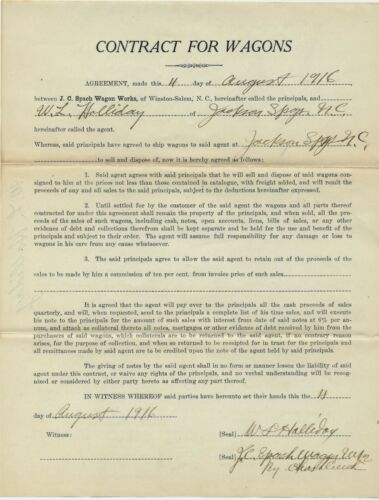 CONTRACT FOR WAGONS
AGREEMENT, made this 11 day of August 1916
between J. C. Spach Wagon Works, of Winston-Salem, N. C., hereinafter called the principals, and
W. L. Holliday of Jackson Spgs. N.C.
hereinafter called the agent.
Whereas, said principals have agreed to ship wagons to said agent at Jackson Spgs N.C.
to sell and dispose of, now it is hereby agreed as follows:
1. Said agent agrees with said principals that he will sell and dispose of said wagons con-
signed to him at the prices not less than those contained in catalogue, with freight added, and will result the
proceeds of any and all sales to the said principals, subject to the deductions hereafter expressed.
2. Until settled for by the customer of the said agent the wagons and all parts thereof
contracted for under this agreement shall remain the property of the principals, and when sold, all the pro-
ceeds of the sales of such wagons, including cash, notes, open accounts, liens, bills of sales, or any other
evidence of debt and collections therefrom shall be kept separate and be held for the use and benefit of the
principals and subject to their order. The agent will assume full responsibility for any damage or loss to
wagons in his care from any cause whatsoever.
3. The said principals agree to allow the said agent to retain out of the proceeds of the
sales to be made by him a commission of ten per cent. from invoice price of such sales.
It is agreed that the agent will pay over to the principals the cash proceeds of sales
quarterly, and will, when requested, send to the principals a complete list of his time sales, and will execute
his note to the principals for the amount of such sales with interest from date of said notes at 6% per an-
num, and attach as collateral thereto all notes, mortgages or other evidence of debt received by him from the
purchasers of said wagons, which collaterals are to be returned to the said agent, if no contrary reason
arises, for the purpose of collection, and when so returned to be receipted for in trust for the principals and
all remittances made by said agent are to be credited upon the note of the agent held by said principals.
The giving of notes by the said agent shall in no form or manner lessen the liability of said
agent under this contract, or waive any rights of the principals, and no verbal understanding will be recog-
nized or considered by either party hereto as affecting any part thereof.
IN WITNESS WHEREOF said parties have hereunto set their hands this the 11
day of August 1916
Witness: [Seal] W L Holliday
[Seal] J.C. Spach Wagon Wks
By